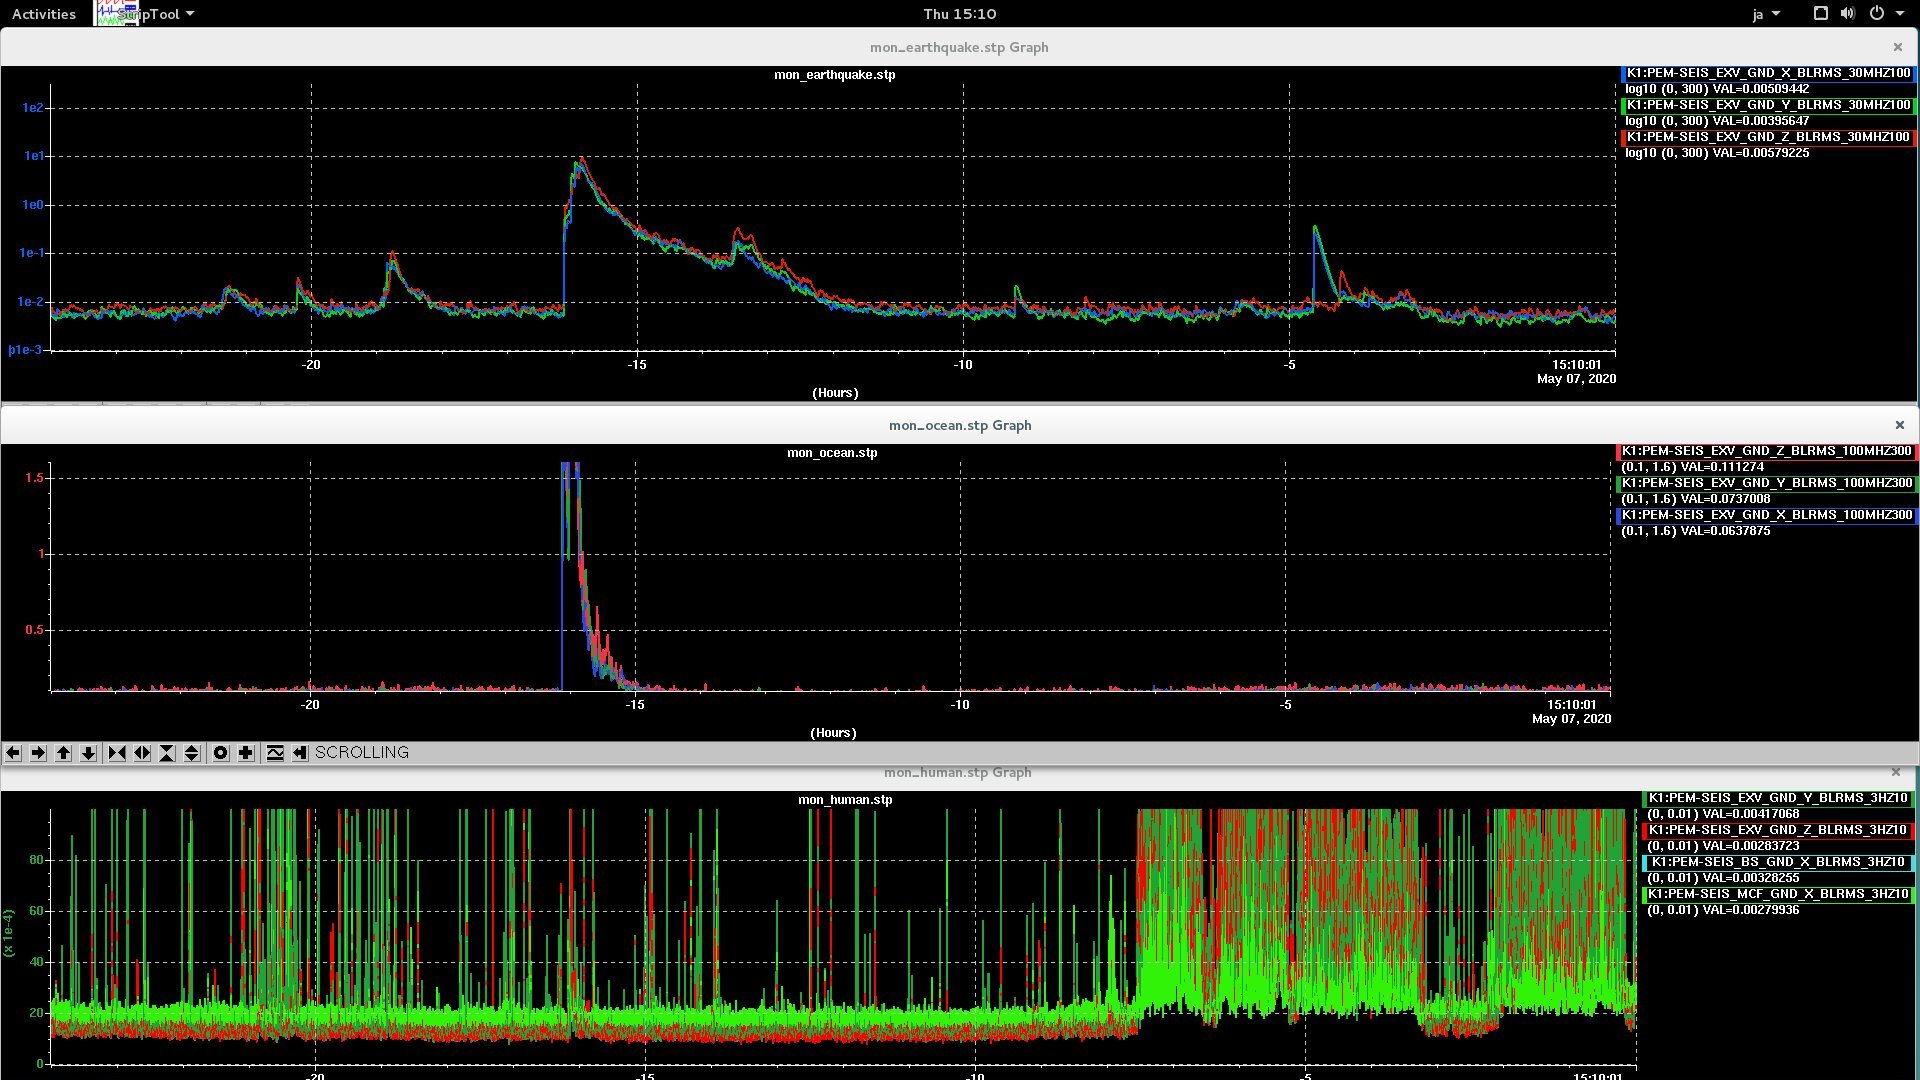 Activities StripTool Thu 15:10 ja
mon_earthquake.stp Graph
mon_earthquake.stp
1e2
1e1
1e0
1e-1
1e-2
1e-3
-20 -15 -10 -5 15:10:01
May 07, 2020
(Hours)
K1:PEM-SEIS_EXV_GND_X_BLRMS_30MHZ100
log10 (0, 300) VAL=0.00509442
K1:PEM-SEIS_EXV_GND_Y_BLRMS_30MHZ100
log10 (0, 300) VAL=0.00395647
K1:PEM-SEIS_EXV_GND_Z_BLRMS_30MHZ100
log10 (0, 300) VAL=0.00579225
mon_ocean.stp Graph
mon_ocean.stp
1.5
1
0.5
-20 -15 -10 -5 15:10:01
May 07, 2020
(Hours)
K1:PEM-SEIS_EXV_GND_Z_BLRMS_100MHZ300
(0.1, 1.6) VAL=0.111274
K1:PEM-SEIS_EXV_GND_Y_BLRMS_100MHZ300
(0.1, 1.6) VAL=0.0737008
K1:PEM-SEIS_EXV_GND_X_BLRMS_100MHZ300
(0.1, 1.6) VAL=0.0637875
SCROLLING
mon_human.stp Graph
mon_human.stp
80
60
40
20
0
(x 1e-4)
-20 -15 -10 -5 15:10:01
K1:PEM-SEIS_EXV_GND_Y_BLRMS_3HZ10
(0, 0.01) VAL=0.00417068
K1:PEM-SEIS_EXV_GND_Z_BLRMS_3HZ10
(0, 0.01) VAL=0.00283723
K1:PEM-SEIS_BS_GND_X_BLRMS_3HZ10
(0, 0.01) VAL=0.00328255
K1:PEM-SEIS_MCF_GND_X_BLRMS_3HZ10
(0, 0.01) VAL=0.00279936